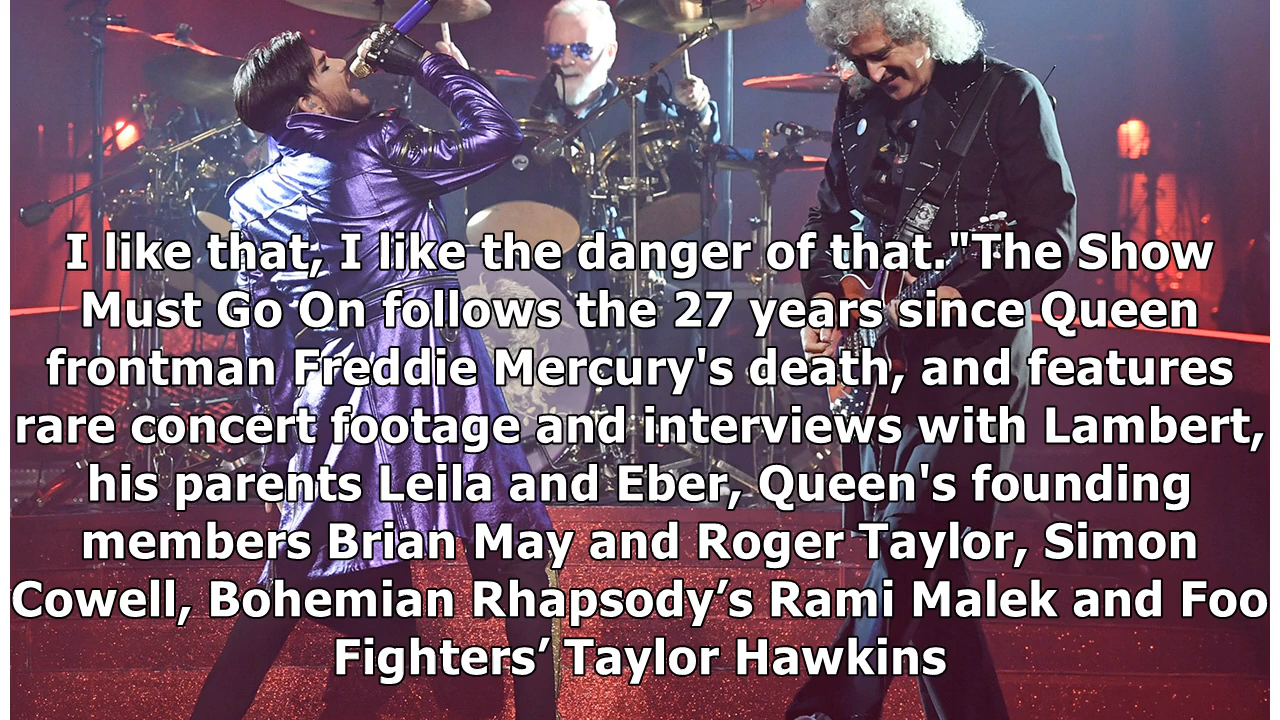 I like that, I like the danger of that."The Show
Must Go On follows the 27 years since Queen
frontman Freddie Mercury's death, and features
rare concert footage and interviews with Lambert,
his parents Leila and Eber, Queen's founding
members Brian May and Roger Taylor, Simon
Cowell, Bohemian Rhapsody’s Rami Malek and Foo
Fighters’ Taylor Hawkins